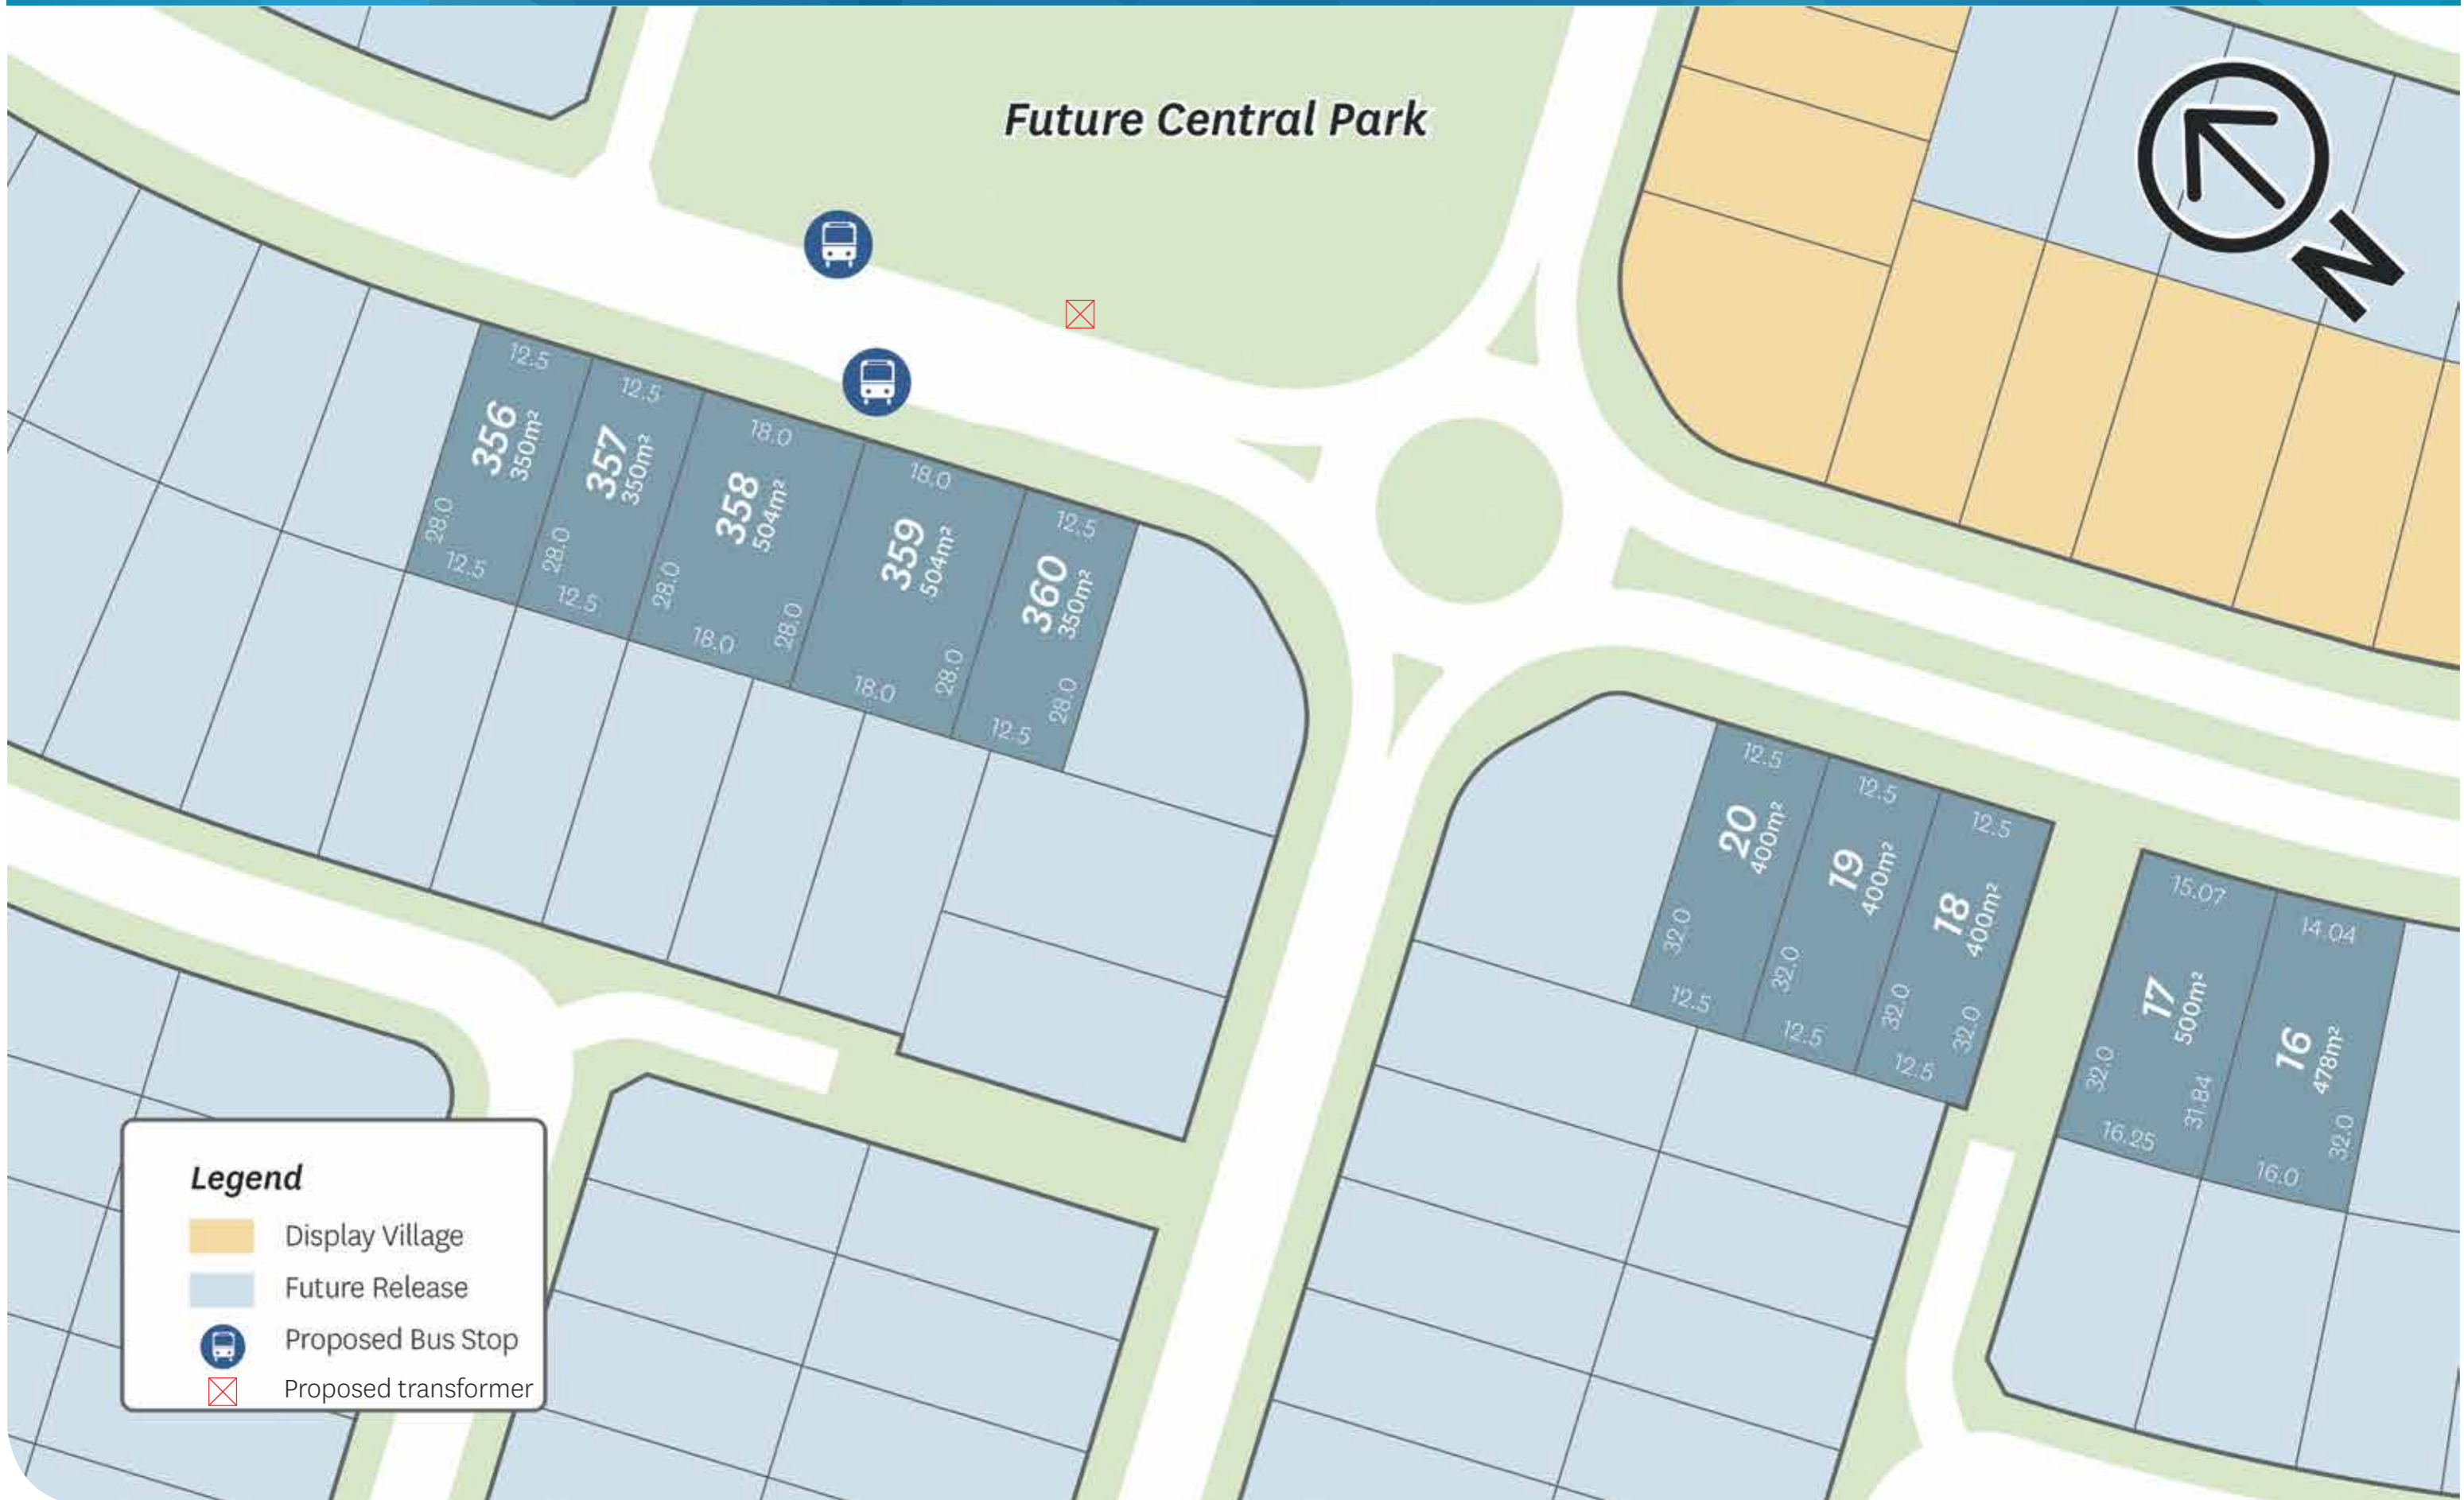 Future Central Park
N
12.5
356
350m²
28.0
12.5
12.5
357
350m²
28.0
12.5
18.0
358
504m²
28.0
18.0
28.0
18.0
359
504m²
18.0
28.0
12.5
360
350m²
28.0
12.5
12.5
20
400m²
32.0
12.5
12.5
19
400m²
32.0
12.5
12.5
18
400m²
32.0
12.5
32.0
15.07
17
500m²
32.0
16.25
31.84
14.04
16
478m²
32.0
16.0
Legend
Display Village
Future Release
Proposed Bus Stop
Proposed transformer